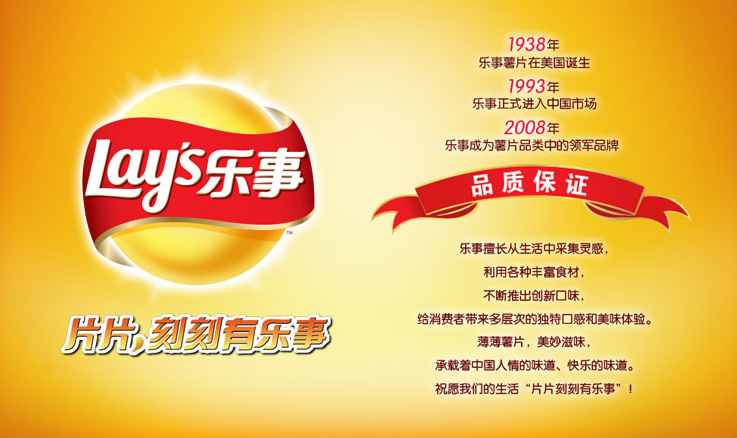 Lay's乐事
TM
片片,刻刻有乐事
1938年
乐事薯片在美国诞生
1993年
乐事正式进入中国市场
2008年
乐事成为薯片品类中的领军品牌
品质保证
乐事擅长从生活中采集灵感，
利用各种丰富食材，
不断推出创新口味，
给消费者带来多层次的独特口感和美味体验。
薄薄薯片，美妙滋味，
承载着中国人情的味道、快乐的味道。
祝愿我们的生活“片片刻刻有乐事”！